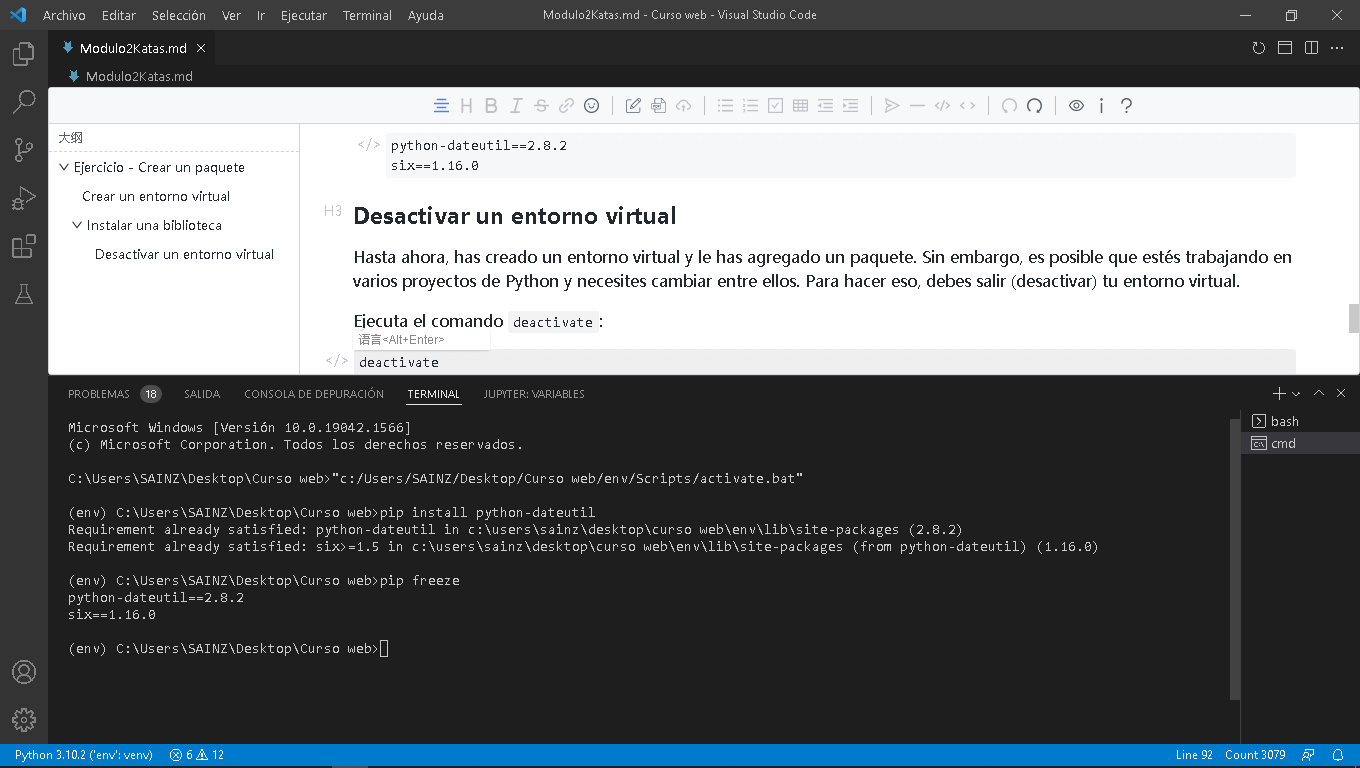 Archivo Editar Selección Ver Ir Ejecutar Terminal Ayuda
Modulo2Katas.md - Curso web - Visual Studio Code
Modulo2Katas.md
Modulo2Katas.md
大纲
Ejercicio - Crear un paquete
Crear un entorno virtual
Instalar una biblioteca
Desactivar un entorno virtual
python-dateutil==2.8.2
six==1.16.0
H3 Desactivar un entorno virtual
Hasta ahora, has creado un entorno virtual y le has agregado un paquete. Sin embargo, es posible que estés trabajando en
varios proyectos de Python y necesites cambiar entre ellos. Para hacer eso, debes salir (desactivar) tu entorno virtual.
Ejecuta el comando deactivate:
语言<Alt+Enter>
</> deactivate
PROBLEMAS 18 SALIDA CONSOLA DE DEPURACIÓN TERMINAL JUPYTER: VARIABLES
Microsoft Windows [Versión 10.0.19042.1566]
(c) Microsoft Corporation. Todos los derechos reservados.
C:\Users\SAINZ\Desktop\Curso web>"c:/Users/SAINZ/Desktop/Curso web/env/Scripts/activate.bat"
(env) C:\Users\SAINZ\Desktop\Curso web>pip install python-dateutil
Requirement already satisfied: python-dateutil in c:\users\sainz\desktop\curso web\env\lib\site-packages (2.8.2)
Requirement already satisfied: six>=1.5 in c:\users\sainz\desktop\curso web\env\lib\site-packages (from python-dateutil) (1.16.0)
(env) C:\Users\SAINZ\Desktop\Curso web>pip freeze
python-dateutil==2.8.2
six==1.16.0
(env) C:\Users\SAINZ\Desktop\Curso web>
bash
cmd
Python 3.10.2 ('env': venv) 6 12
Line 92 Count 3079